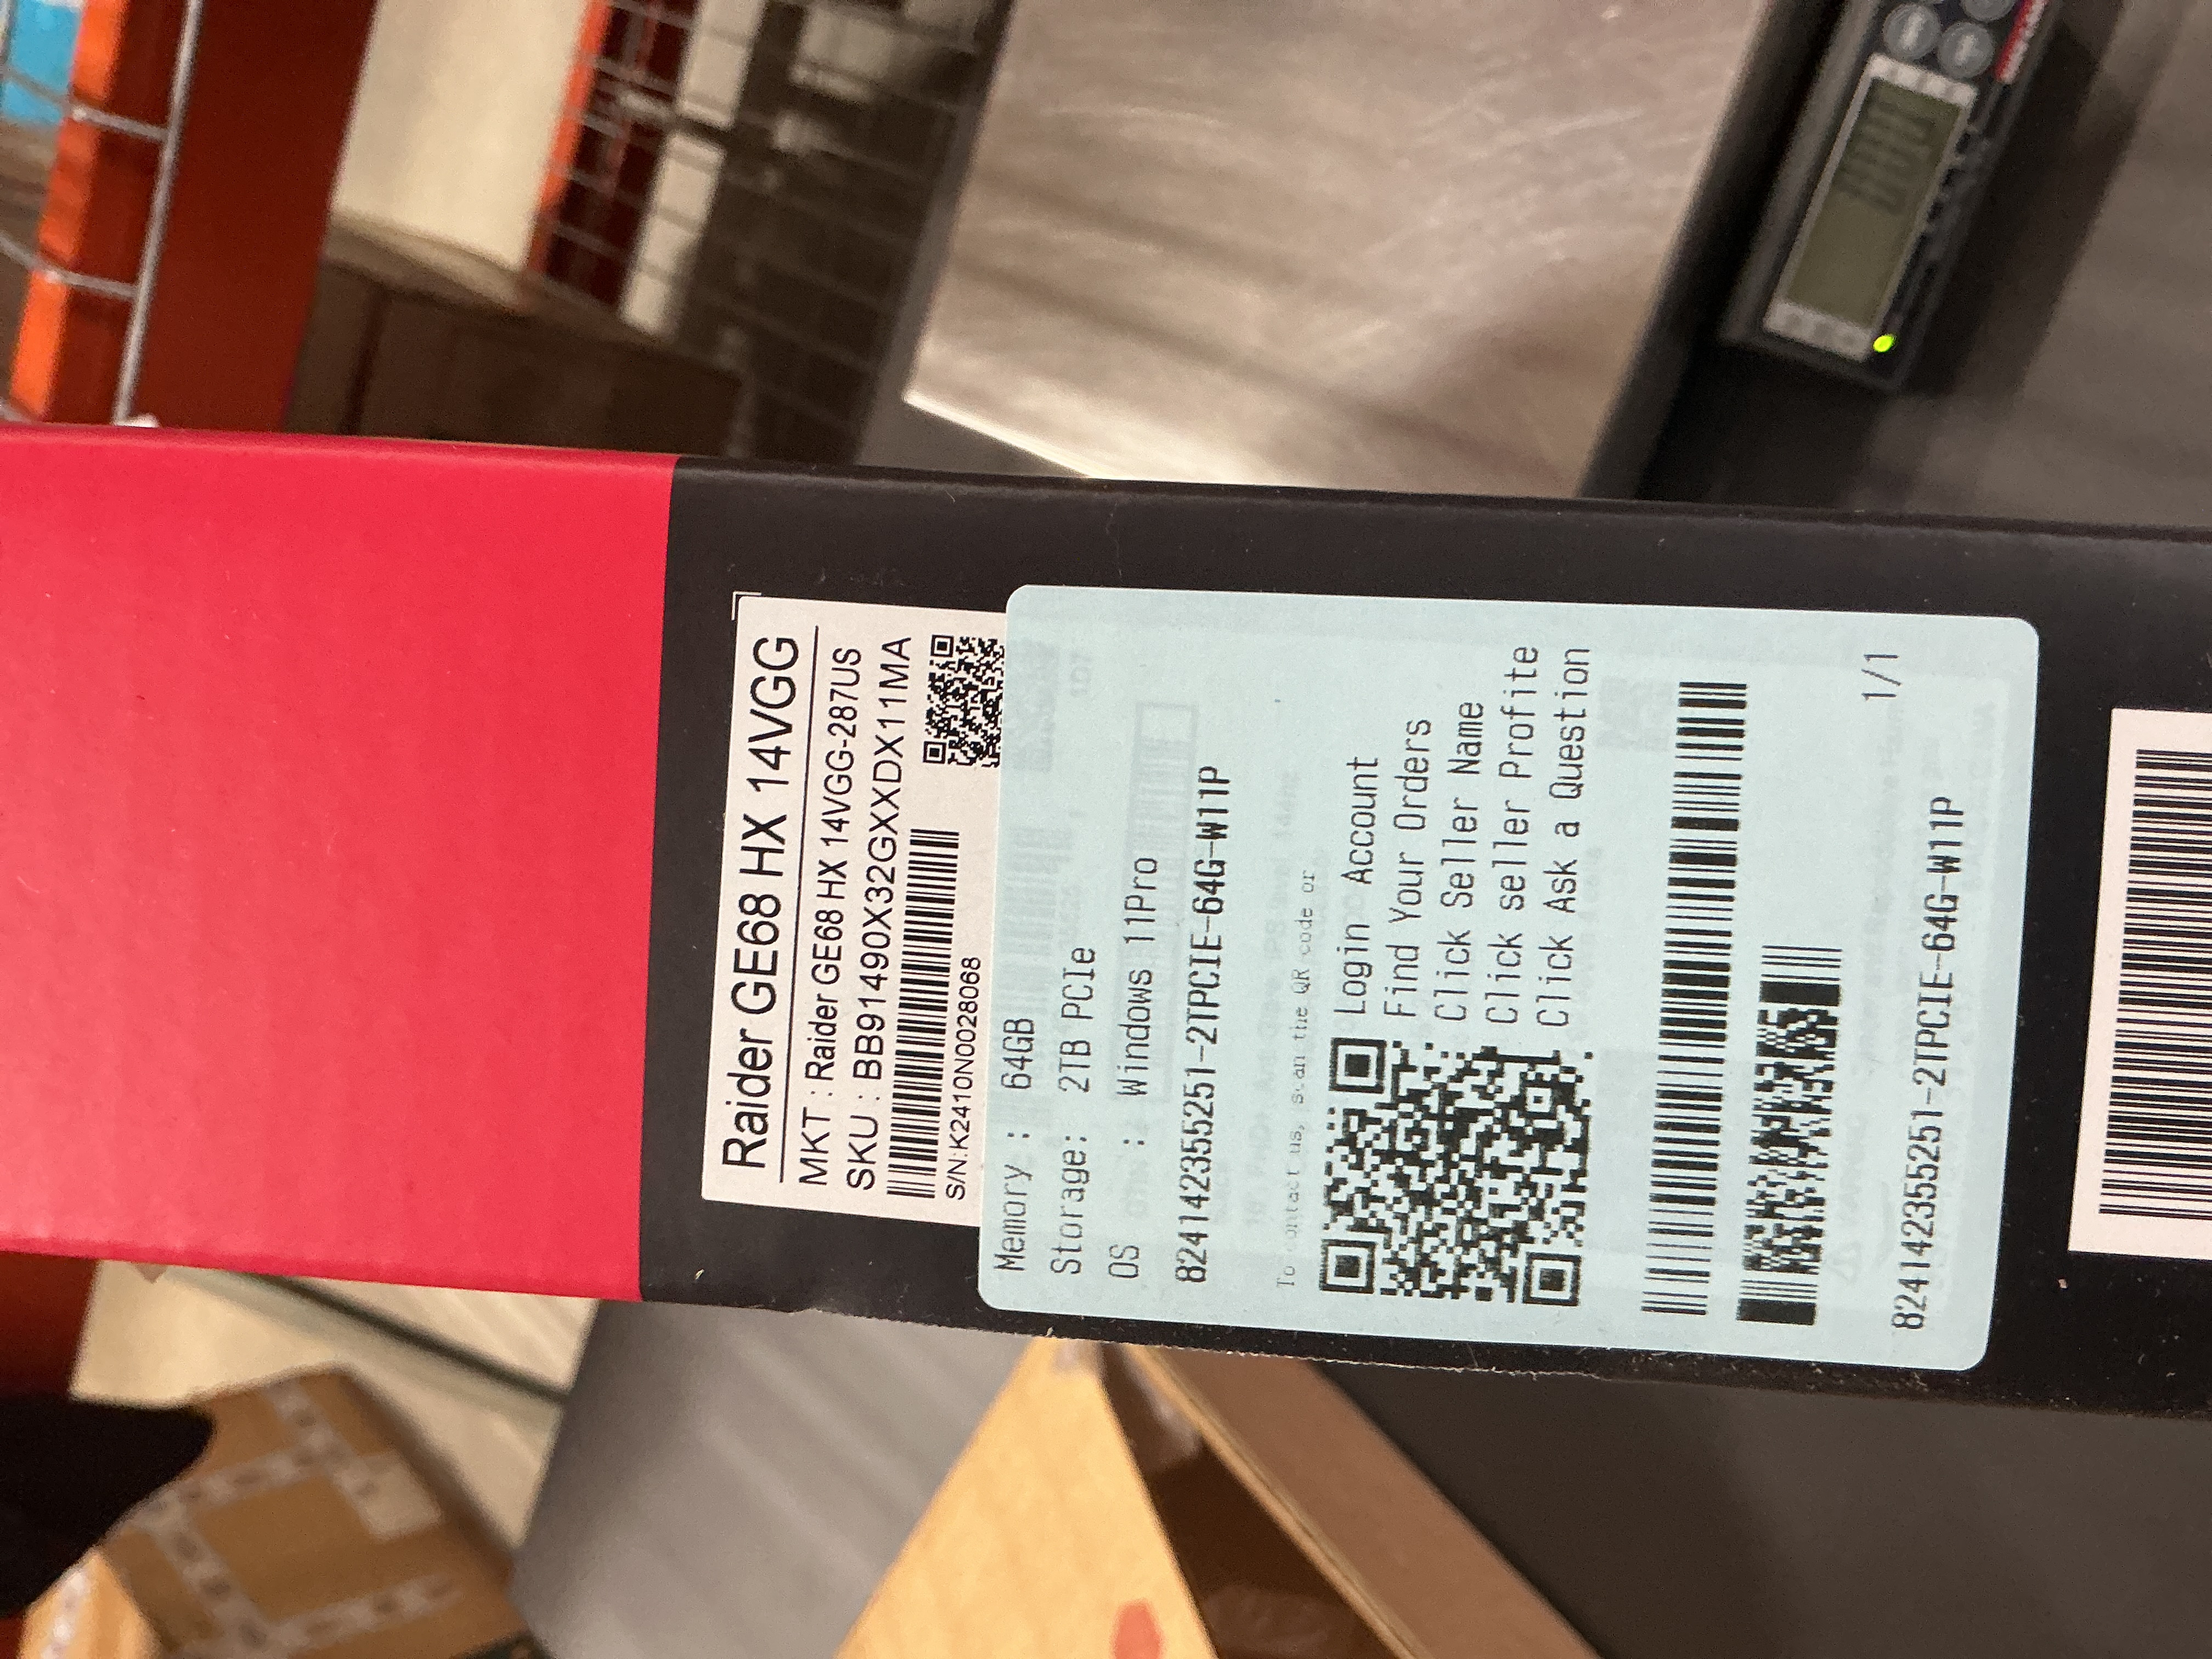 Raider GE68 HX 14VGG
MKT : Raider GE68 HX 14VGG-287US
SKU : BB91490X32GXXDX11MA
S/N:K2410N0028068
Memory : 64GB
Storage: 2TB PCIe
OS : Windows 11Pro
824142355251-2TPCIE-64G-W11P
To contact us, scan the QR code or
Login Account
Find Your Orders
Click Seller Name
Click seller Profite
Click Ask a Question
1/1
824142355251-2TPCIE-64G-W11P